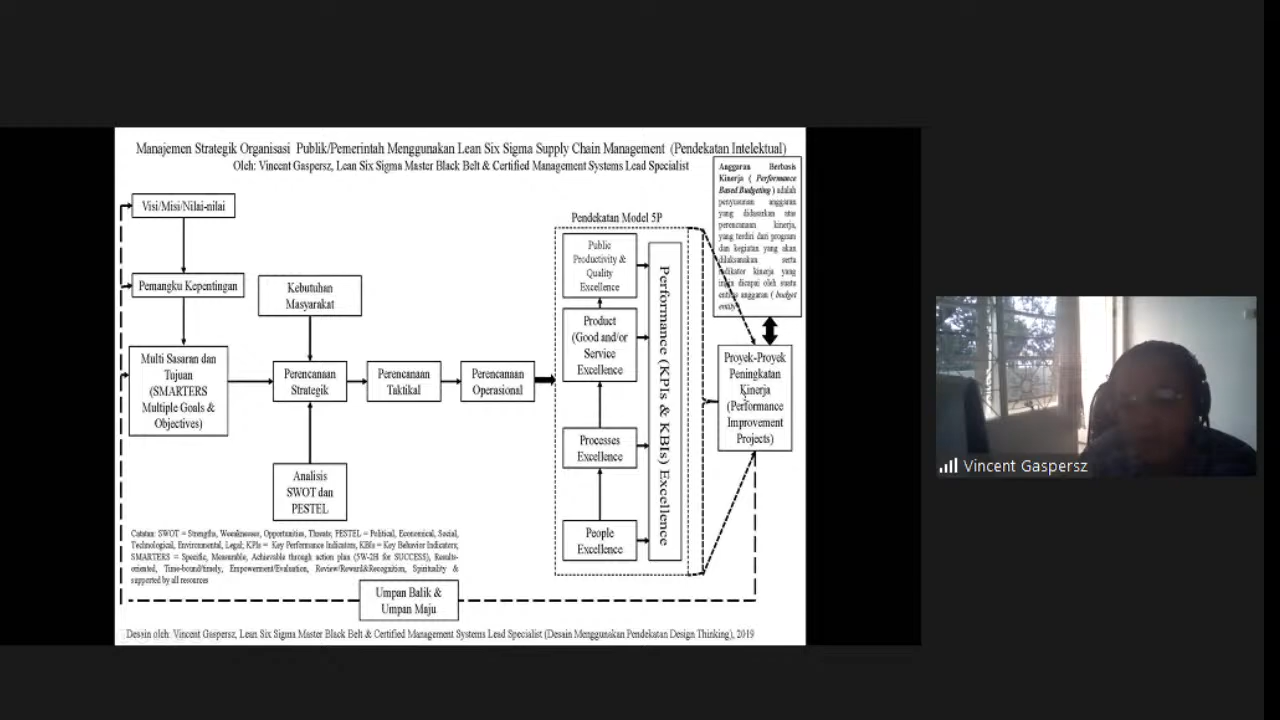 Manajemen Strategik Organisasi Publik/Pemerintah Menggunakan Lean Six Sigma Supply Chain Management (Pendekatan Intelektual)
Oleh: Vincent Gaspersz, Lean Six Sigma Master Black Belt & Certified Management Systems Lead Specialist
Anggaran Berbasis
Kinerja ( Performance
Based Budgeting ) adalah
penyusunan anggaran
yang didasarkan atas
perencanaan kinerja,
yang terdiri dari program
dan kegiatan yang akan
dilaksanakan serta
indikator kinerja yang
ingin dicapai oleh suatu
entitas anggaran ( budget
entity
Visi/Misi/Nilai-nilai
Pemangku Kepentingan
Multi Sasaran dan
Tujuan
(SMARTERS
Multiple Goals &
Objectives)
Kebutuhan
Masyarakat
Perencanaan
Strategik
Perencanaan
Taktikal
Perencanaan
Operasional
Analisis
SWOT dan
PESTEL
Pendekatan Model 5P
Public
Productivity &
Quality
Excellence
Product
(Good and/or
Service
Excellence
Processes
Excellence
People
Excellence
Performance (KPIs & KBIs) Excellence
Proyek-Proyek
Peningkatan
Kinerja
(Performance
Improvement
Projects)
Catatan: SWOT = Strengths, Weaknesses, Opportunities, Threats; PESTEL = Political, Economical, Social,
Technological, Environmental, Legal; KPIs = Key Performance Indicators, KBIs = Key Behavior Indicators;
SMARTERS = Specific, Measurable, Achievable through action plan (5W-2H for SUCCESS), Results-
oriented, Time-bound/timely, Empowerment/Evaluation, Review/Reward&Recognition, Spirituality &
supported by all resources
Umpan Balik &
Umpan Maju
Desain oleh: Vincent Gaspersz, Lean Six Sigma Master Black Belt & Certified Management Systems Lead Specialist (Desain Menggunakan Pendekatan Design Thinking), 2019
Vincent Gaspersz